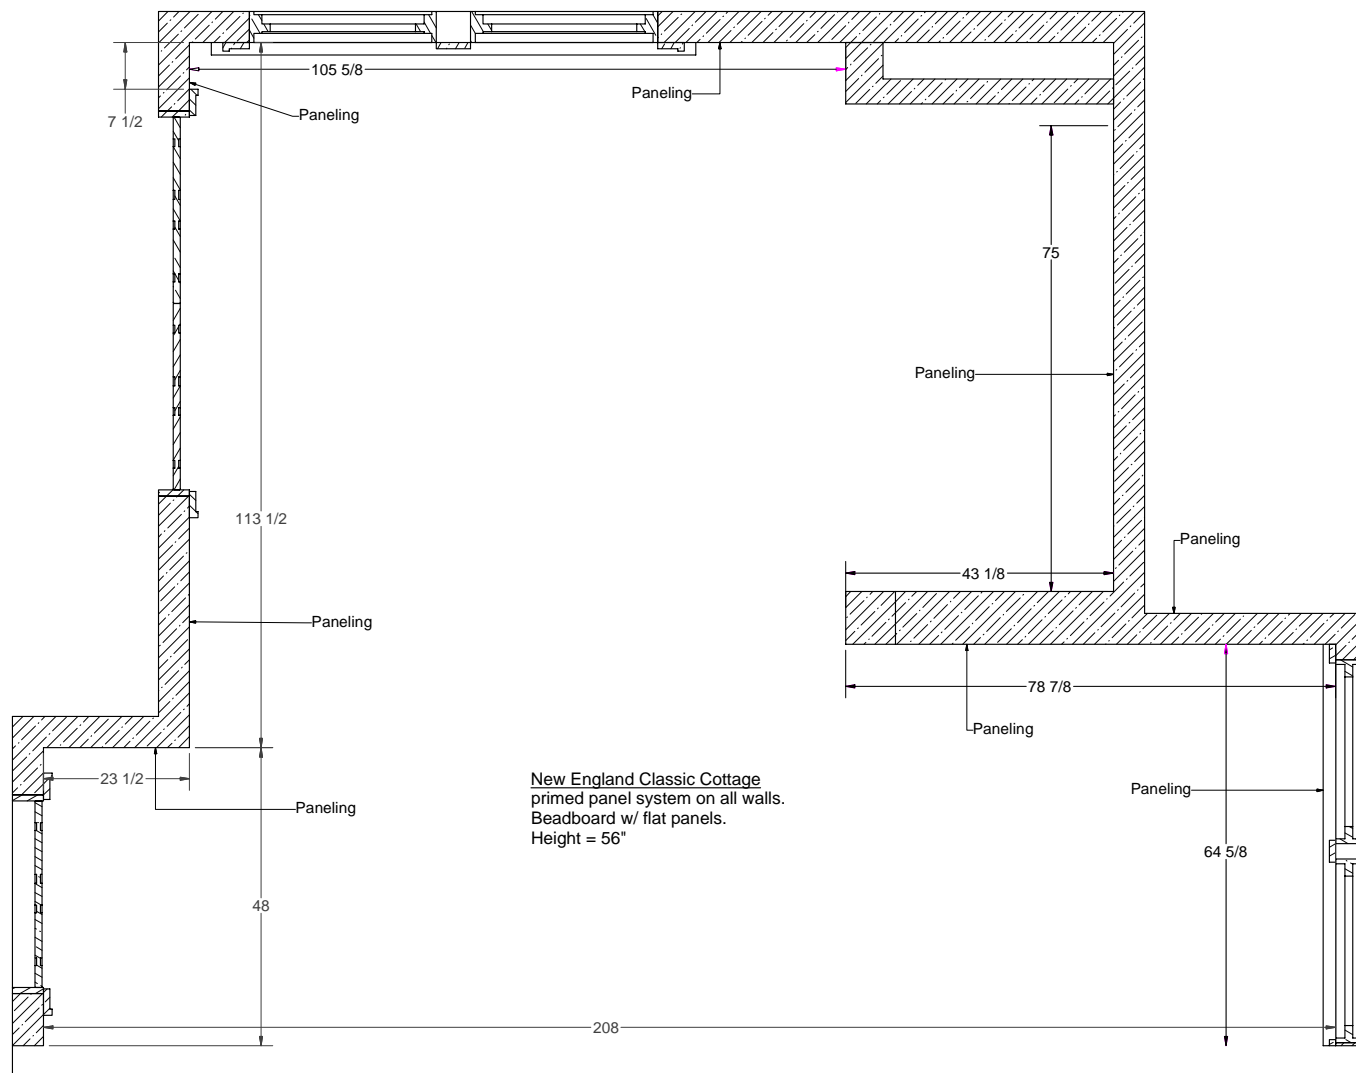 105 5/8
Paneling
7 1/2
Paneling
75
Paneling
113 1/2
Paneling
43 1/8
Paneling
78 7/8
Paneling
23 1/2
Paneling
New England Classic Cottage
primed panel system on all walls.
Beadboard w/ flat panels.
Height = 56"
Paneling
64 5/8
48
208